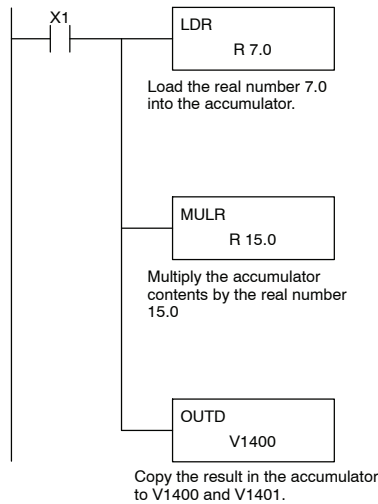 X1
LDR
R 7.0
Load the real number 7.0
into the accumulator.
MULR
R 15.0
Multiply the accumulator
contents by the real number
15.0
OUTD
V1400
Copy the result in the accumulator
to V1400 and V1401.